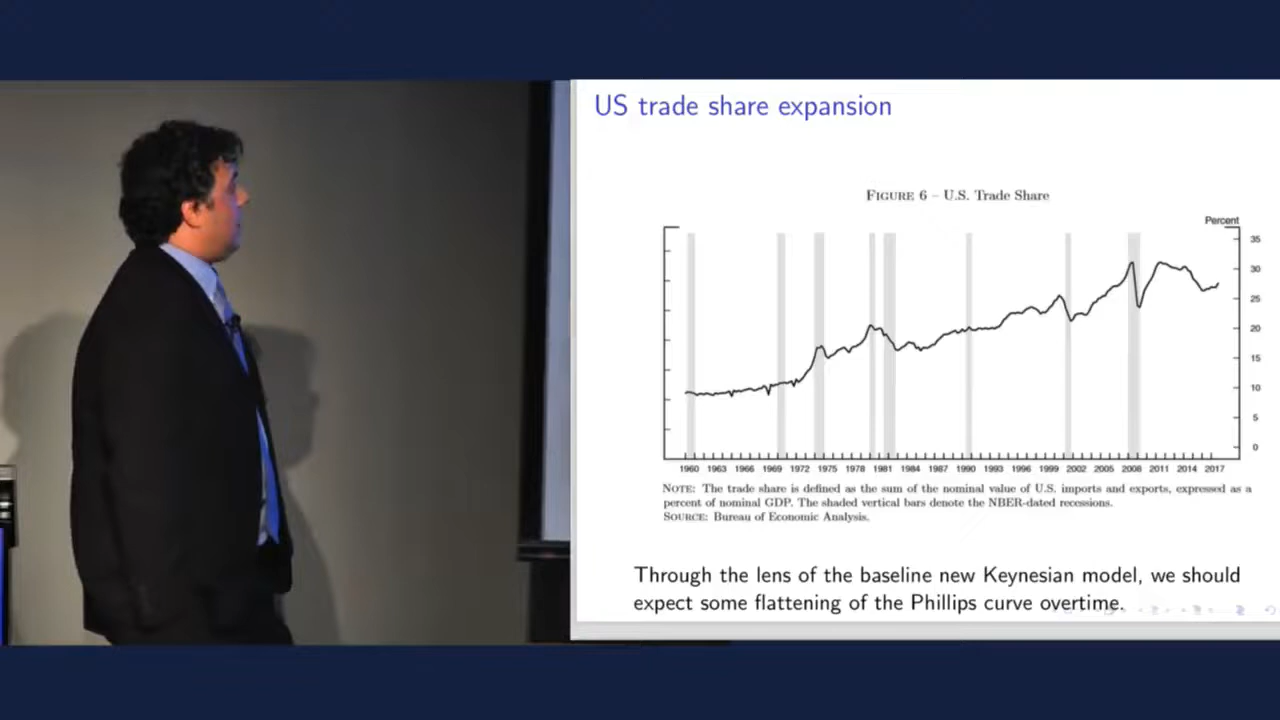 US trade share expansion
FIGURE 6 – U.S. Trade Share
Percent
35
30
25
20
15
10
5
0
1960 1963 1966 1969 1972 1975 1978 1981 1984 1987 1990 1993 1996 1999 2002 2005 2008 2011 2014 2017
NOTE: The trade share is defined as the sum of the nominal value of U.S. imports and exports, expressed as a
percent of nominal GDP. The shaded vertical bars denote the NBER-dated recessions.
SOURCE: Bureau of Economic Analysis.
Through the lens of the baseline new Keynesian model, we should
expect some flattening of the Phillips curve overtime.